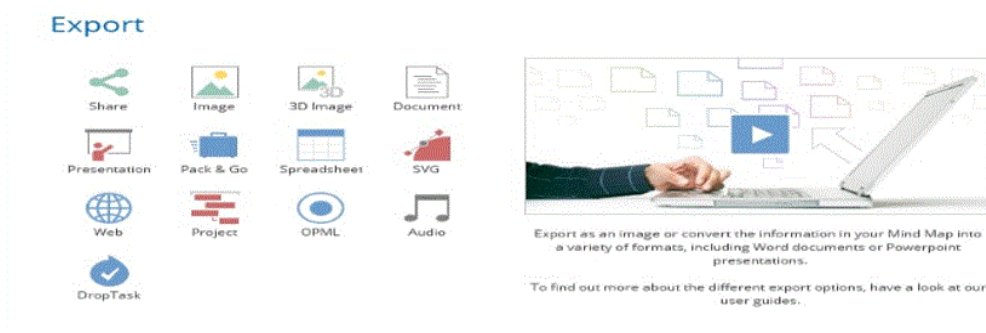 Export
Share
Image
3D Image
Document
Presentation
Pack & Go
Spreadsheet
SVG
Web
Project
OPML
Audio
DropTask
Export as an image or convert the information in your Mind Map into
a variety of formats, including Word documents or Powerpoint
presentations.
To find out more about the different export options, have a look at our
user guides.